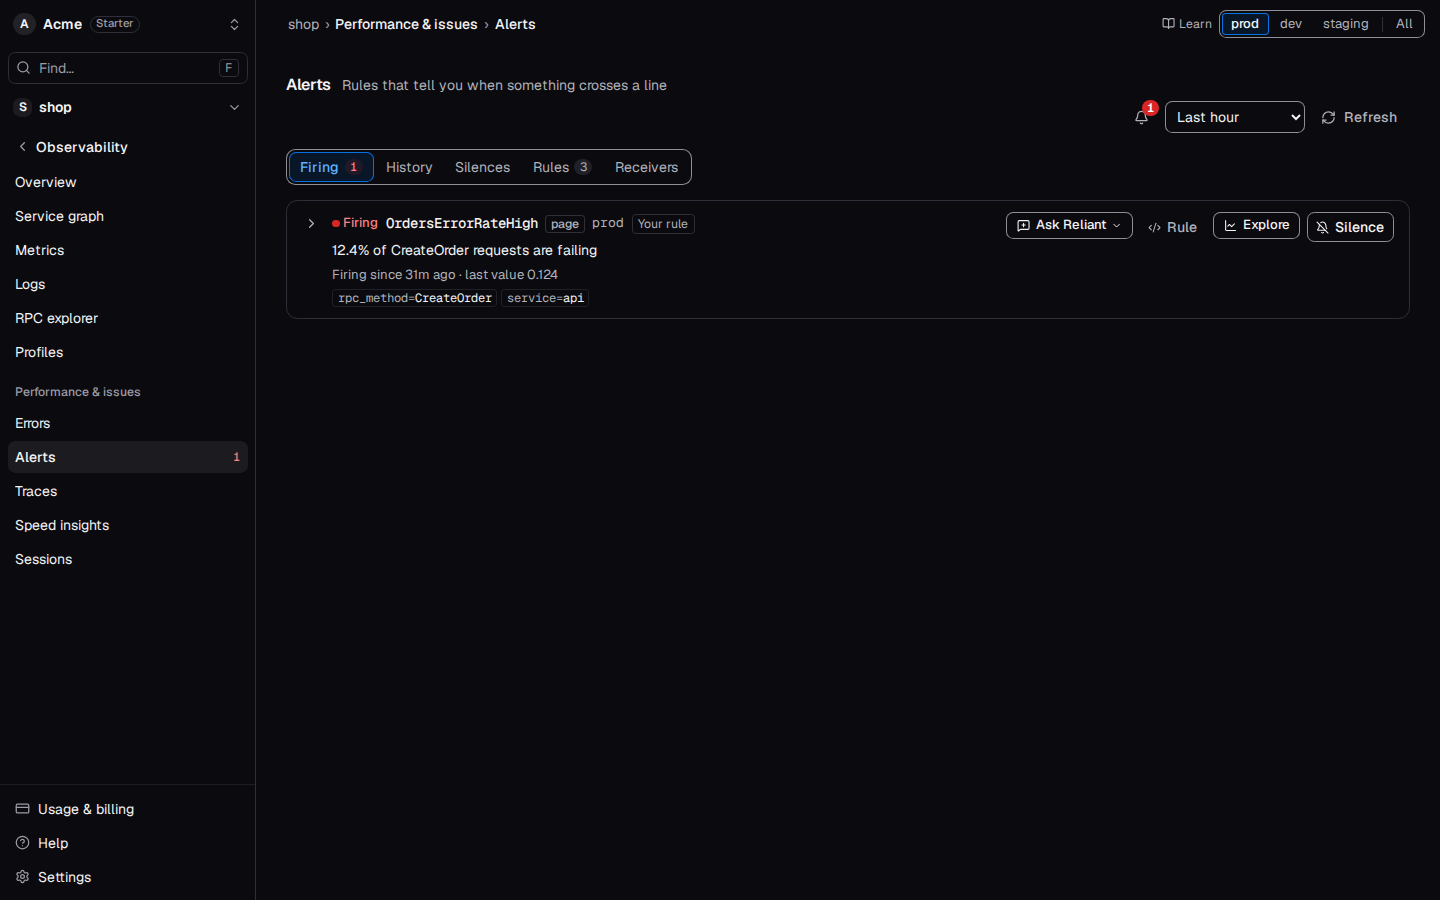 A Acme Starter
Find... F
S shop
Observability
Overview
Service graph
Metrics
Logs
RPC explorer
Profiles
Performance & issues
Errors
Alerts 1
Traces
Speed insights
Sessions
Usage & billing
Help
Settings
shop › Performance & issues › Alerts
Learn prod dev staging All
Alerts Rules that tell you when something crosses a line
1 Last hour Refresh
Firing 1 History Silences Rules 3 Receivers
Firing OrdersErrorRateHigh page prod Your rule Ask Reliant Rule Explore Silence
12.4% of CreateOrder requests are failing
Firing since 31m ago · last value 0.124
rpc_method=CreateOrder service=api